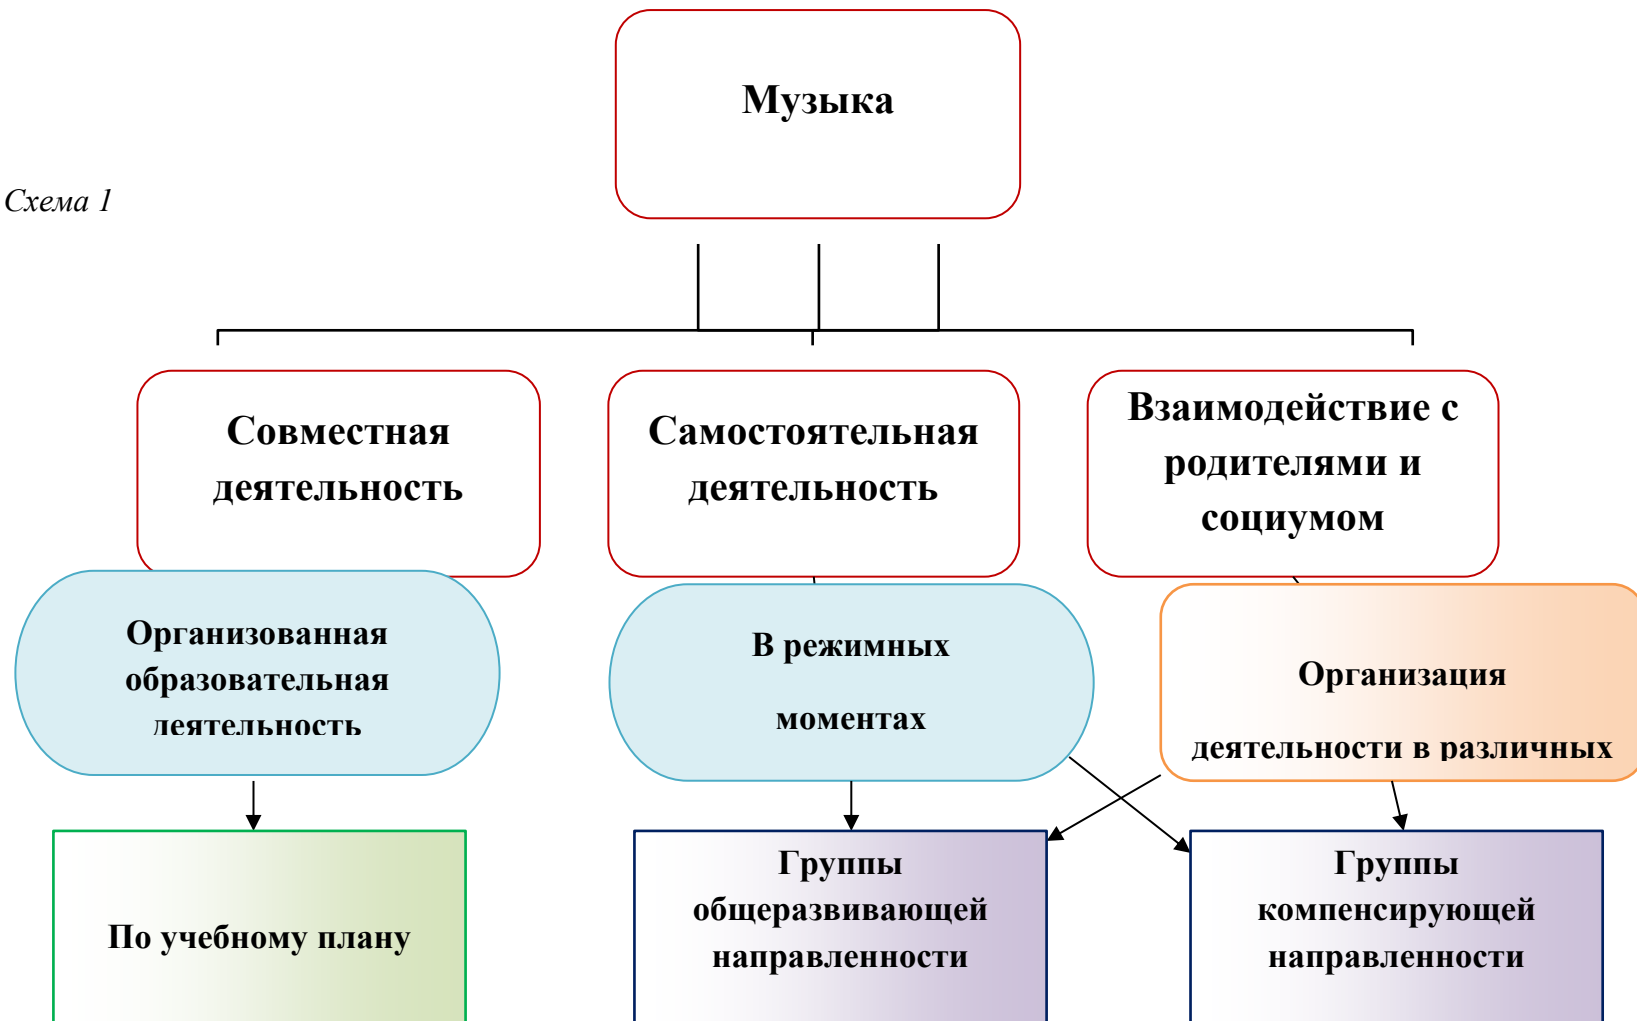 Музыка
Схема 1
Совместная
деятельность
Самостоятельная
деятельность
Взаимодействие с
родителями и
социумом
Организованная
образовательная
деятельность
В режимных
моментах
Организация
деятельности в различных
По учебному плану
Группы
общеразвивающей
направленности
Группы
компенсирующей
направленности